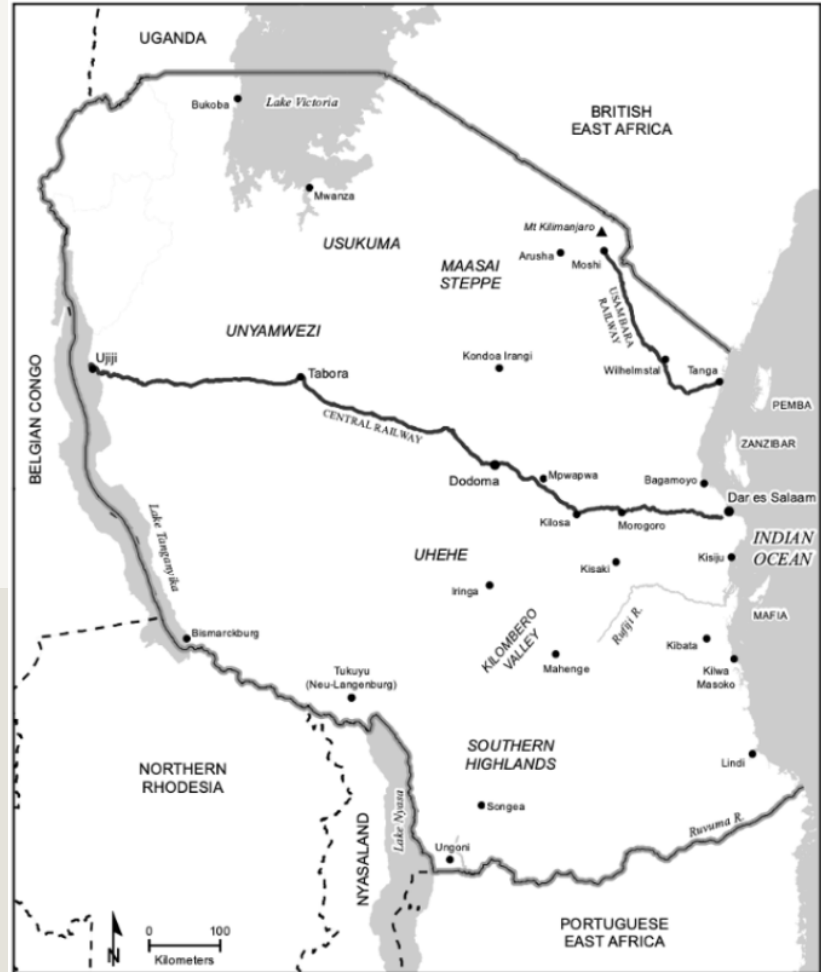 UGANDA
Bukoba
Lake Victoria
BRITISH
EAST AFRICA
Mwanza
Mt Kilimanjaro
USUKUMA
Arusha
Moshi
MAASAI
STEPPE
USAMBARA
RAILWAY
UNYAMWEZI
Ujiji
Tabora
Kondoa Irangi
Wilhelmstal
Tanga
PEMBA
BELGIAN CONGO
CENTRAL RAILWAY
ZANZIBAR
Dodoma
Mpwapwa
Bagamoyo
Dar es Salaam
Kilosa
Morogoro
INDIAN
OCEAN
Lake Tanganyika
UHEHE
Kisaki
Kisiju
Iringa
Rufiji R.
MAFIA
Bismarckburg
KILOMBERO
VALLEY
Mahenge
Kibata
Kilwa
Masoko
Tukuyu
(Neu-Langenburg)
SOUTHERN
HIGHLANDS
Lindi
NORTHERN
RHODESIA
Lake Nyasa
NYASALAND
Songea
Ruvuma R.
Ungoni
PORTUGUESE
EAST AFRICA
N
0 100
Kilometers